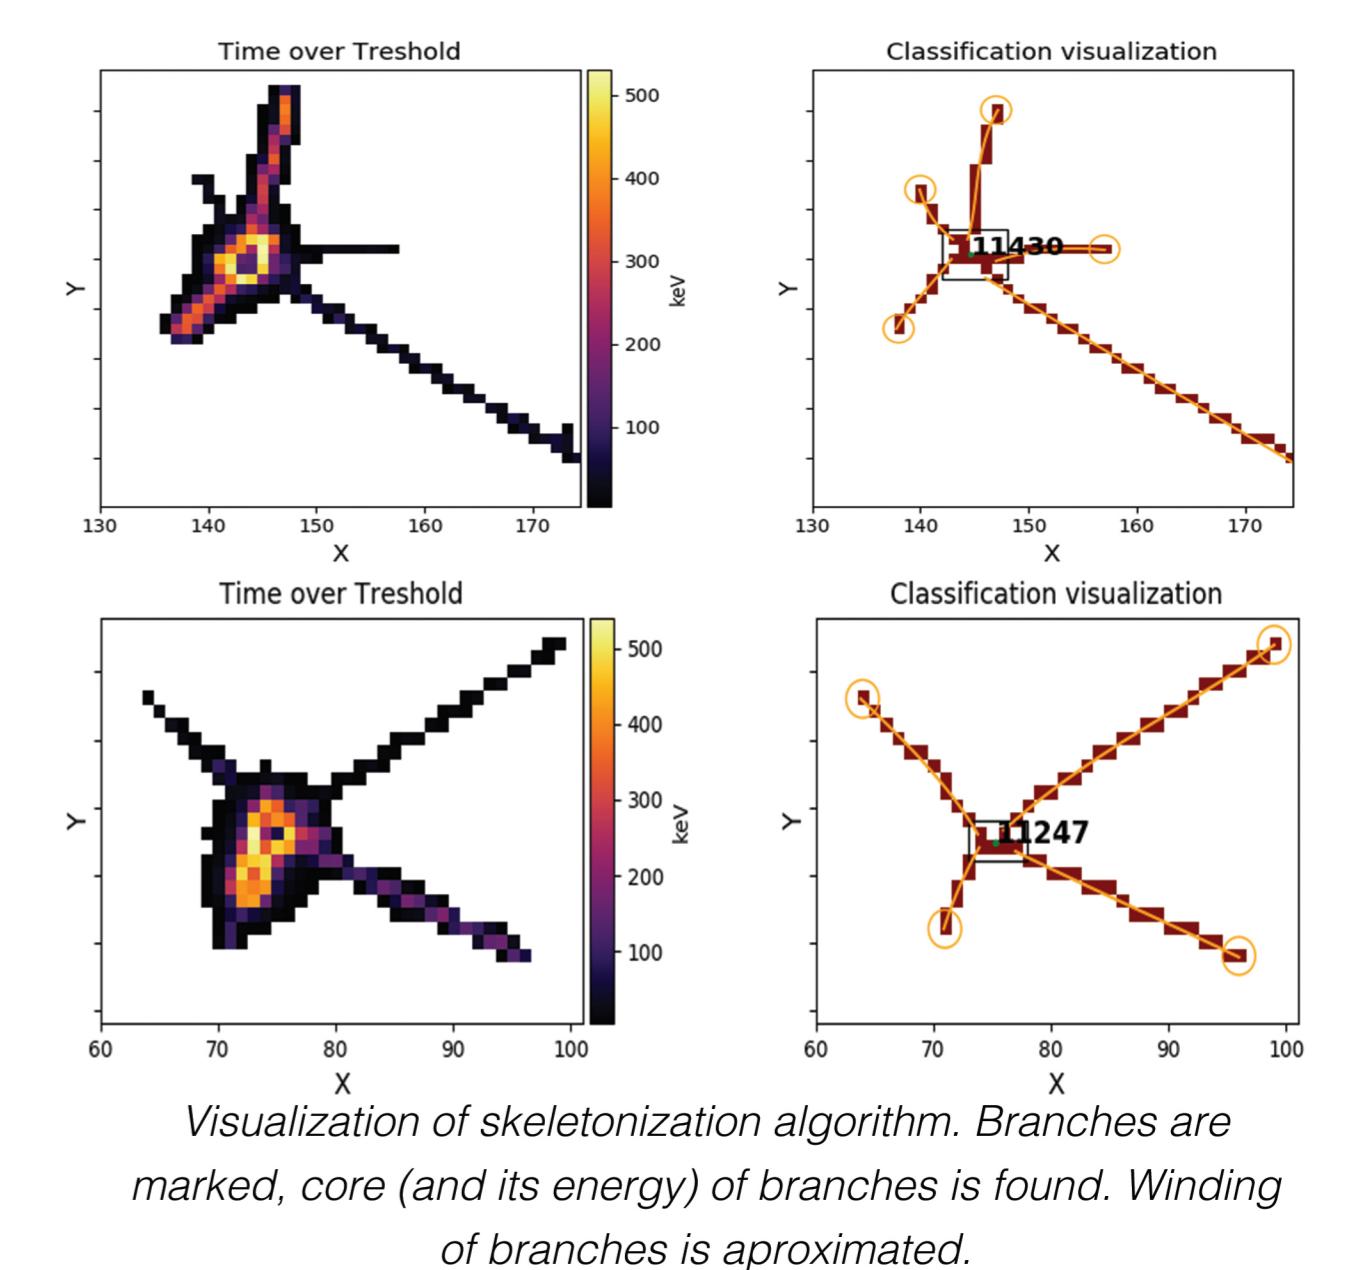 Time over Treshold
Classification visualization
500
400
300
200
100
keV
Y
130 140 150 160 170
X
11430
Y
130 140 150 160 170
X
Time over Treshold
Classification visualization
500
400
300
200
100
keV
Y
60 70 80 90 100
X
11247
Y
60 70 80 90 100
X
Visualization of skeletonization algorithm. Branches are
marked, core (and its energy) of branches is found. Winding
of branches is aproximated.